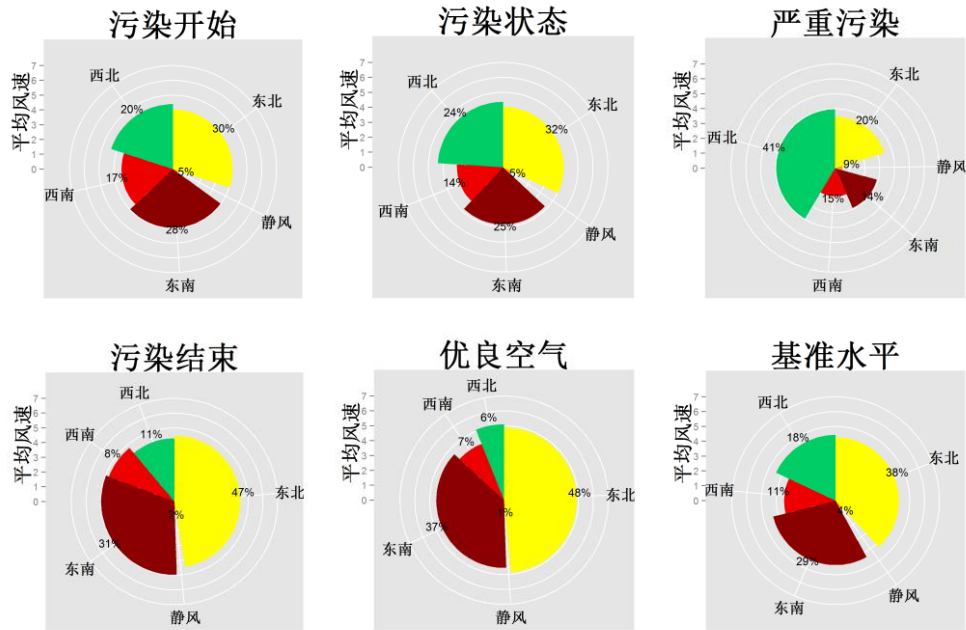 污染开始
平均风速
7
6
5
4
3
2
1
0
西北
东北
20%
30%
17%
5%
西南
28%
静风
东南
污染状态
平均风速
7
6
5
4
3
2
1
0
西北
东北
24%
32%
14%
5%
西南
25%
静风
东南
严重污染
平均风速
7
6
5
4
3
2
1
0
东北
西北
20%
41%
9%
静风
15%
14%
东南
西南
污染结束
平均风速
7
6
5
4
3
2
1
0
西北
西南
11%
8%
47%
东北
2%
31%
东南
静风
优良空气
平均风速
7
6
5
4
3
2
1
0
西北
西南
6%
7%
48%
东北
1%
37%
东南
静风
基准水平
平均风速
7
6
5
4
3
2
1
0
西北
18%
东北
38%
西南
11%
4%
29%
静风
东南